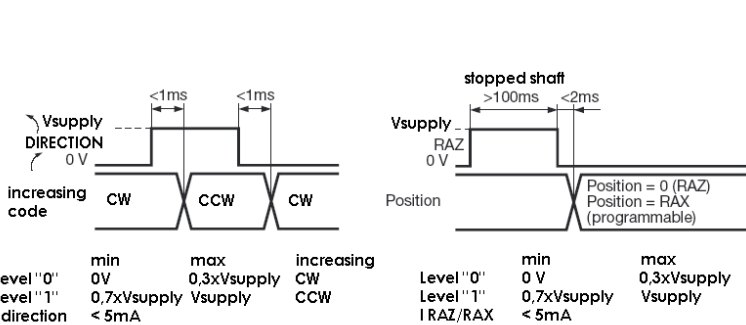 <1ms <1ms
Vsupply
DIRECTION
0 V
increasing
code
CW CCW CW
min max increasing
evel "0" 0V 0,3xVsupply CW
evel "1" 0,7xVsupply Vsupply CCW
direction < 5mA
stopped shaft
>100ms <2ms
Vsupply
RAZ
0 V
Position
Position = 0 (RAZ)
Position = RAX
(programmable)
min max
Level "0" 0 V 0,3xVsupply
Level "1" 0,7xVsupply Vsupply
I RAZ/RAX < 5mA